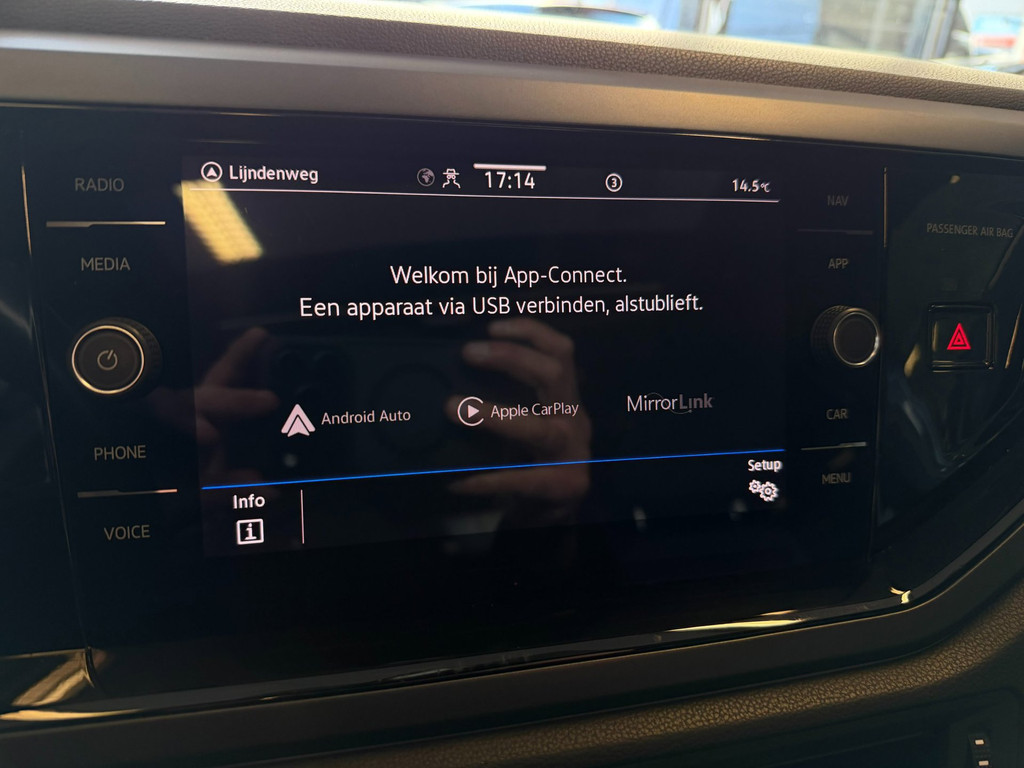 RADIO
MEDIA
PHONE
VOICE
Lijndenweg
17:14
3
14.5°C
Welkom bij App-Connect.
Een apparaat via USB verbinden, alstublieft.
Android Auto
Apple CarPlay
MirrorLink
Info
i
Setup
NAV
APP
CAR
MENU
PASSENGER AIR BAG